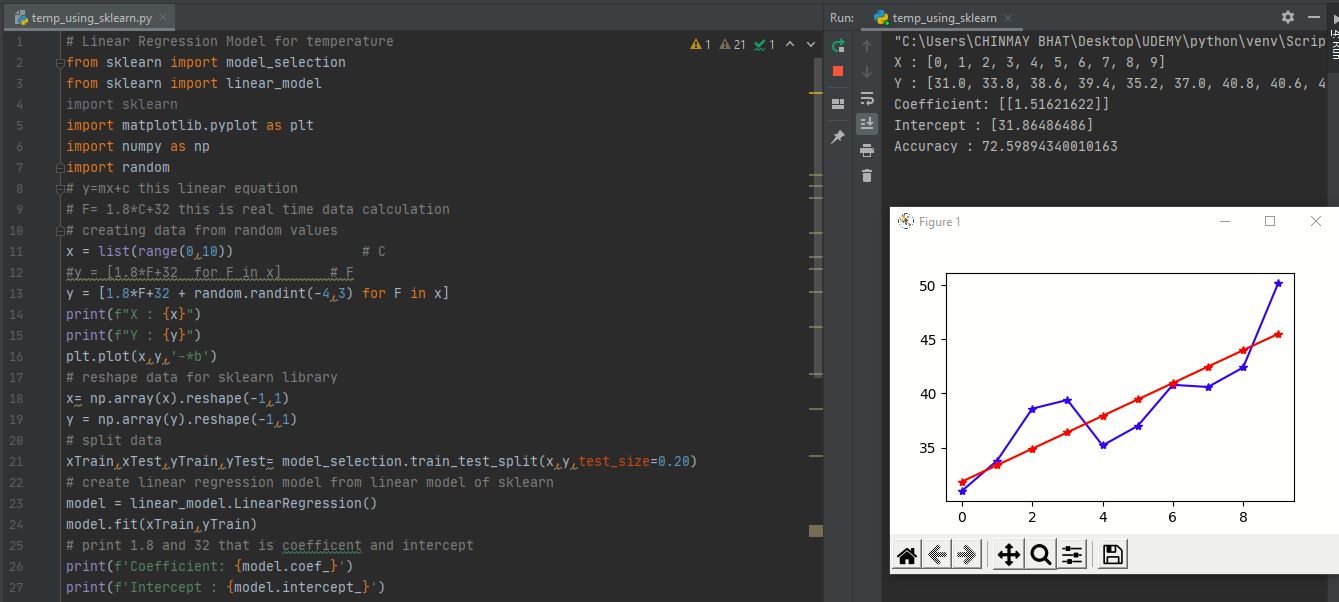 temp_using_sklearn.py
1 # Linear Regression Model for temperature
2 from sklearn import model_selection
3 from sklearn import linear_model
4 import sklearn
5 import matplotlib.pyplot as plt
6 import numpy as np
7 import random
8 # y=mx+c this linear equation
9 # F= 1.8*C+32 this is real time data calculation
10 # creating data from random values
11 x = list(range(0,10)) # C
12 #y = [1.8*F+32 for F in x] # F
13 y = [1.8*F+32 + random.randint(-4,3) for F in x]
14 print(f"X : {x}")
15 print(f"Y : {y}")
16 plt.plot(x,y,'-*b')
17 # reshape data for sklearn library
18 x= np.array(x).reshape(-1,1)
19 y = np.array(y).reshape(-1,1)
20 # split data
21 xTrain,xTest,yTrain,yTest= model_selection.train_test_split(x,y,test_size=0.20)
22 # create linear regression model from linear model of sklearn
23 model = linear_model.LinearRegression()
24 model.fit(xTrain,yTrain)
25 # print 1.8 and 32 that is coefficent and intercept
26 print(f'Coefficient: {model.coef_}')
27 print(f'Intercept : {model.intercept_}')
1 21 1
Run: temp_using_sklearn
"C:\Users\CHINMAY BHAT\Desktop\UDEMY\python\venv\Scrip
X : [0, 1, 2, 3, 4, 5, 6, 7, 8, 9]
Y : [31.0, 33.8, 38.6, 39.4, 35.2, 37.0, 40.8, 40.6, 4
Coefficient: [[1.51621622]]
Intercept : [31.86486486]
Accuracy : 72.59894340010163
4: Run
Figure 1
50
45
40
35
0 2 4 6 8